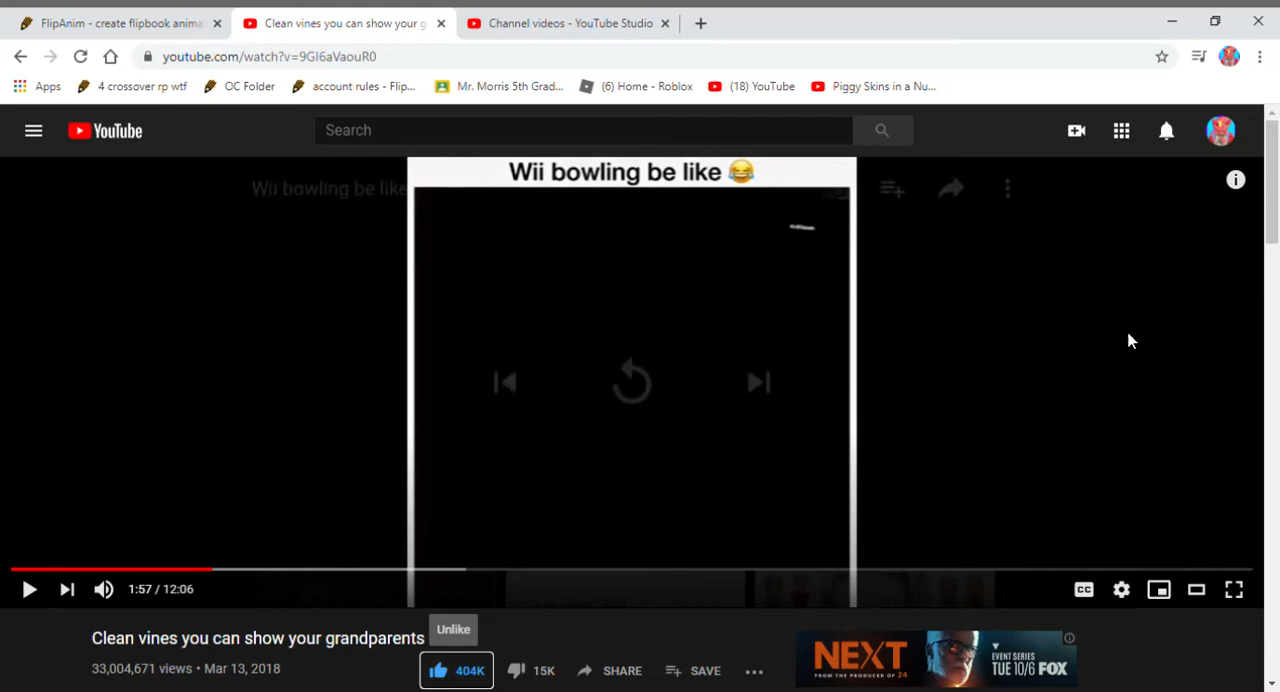 FlipAnim - create flipbook anima
Clean vines you can show your g
Channel videos - YouTube Studio
youtube.com/watch?v=9Gl6aVaouR0
Apps
4 crossover rp wtf
OC Folder
account rules - Flip...
Mr. Morris 5th Grad...
(6) Home - Roblox
(18) YouTube
Piggy Skins in a Nu...
YouTube
Search
Wii bowling be like 😂
Wii bowling be like
i
1:57 / 12:06
CC
Clean vines you can show your grandparents
Unlike
33,004,671 views • Mar 13, 2018
404K
15K
SHARE
SAVE
NEXT
FROM THE PRODUCER OF 24
EVENT SERIES
TUE 10/6 FOX